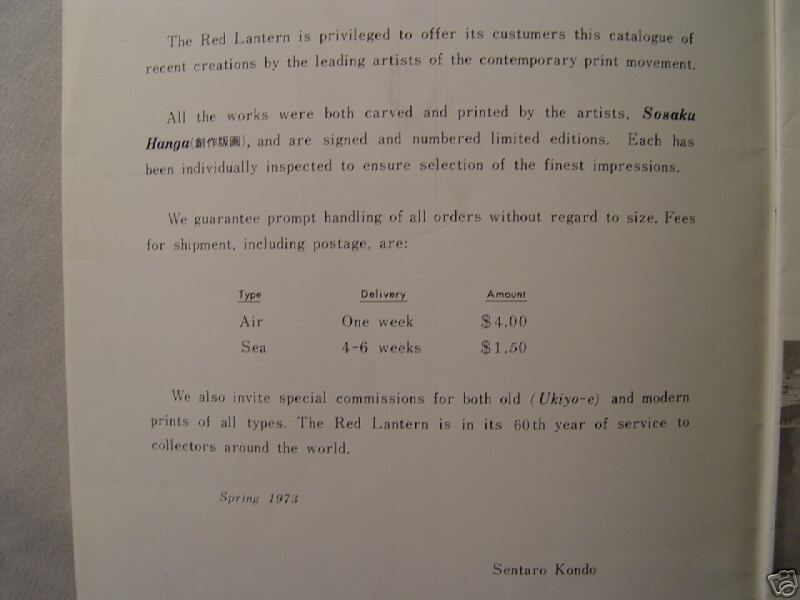 The Red Lantern is privileged to offer its custumers this catalogue of
recent creations by the leading artists of the contemporary print movement.
All the works were both carved and printed by the artists, Sosaku
Hanga(創作版画), and are signed and numbered limited editions. Each has
been individually inspected to ensure selection of the finest impressions.
We guarantee prompt handling of all orders without regard to size. Fees
for shipment, including postage, are:
Type Delivery Amount
Air One week $4.00
Sea 4-6 weeks $1.50
We also invite special commissions for both old (Ukiyo-e) and modern
prints of all types. The Red Lantern is in its 60th year of service to
collectors around the world.
Spring 1973
Sentaro Kondo